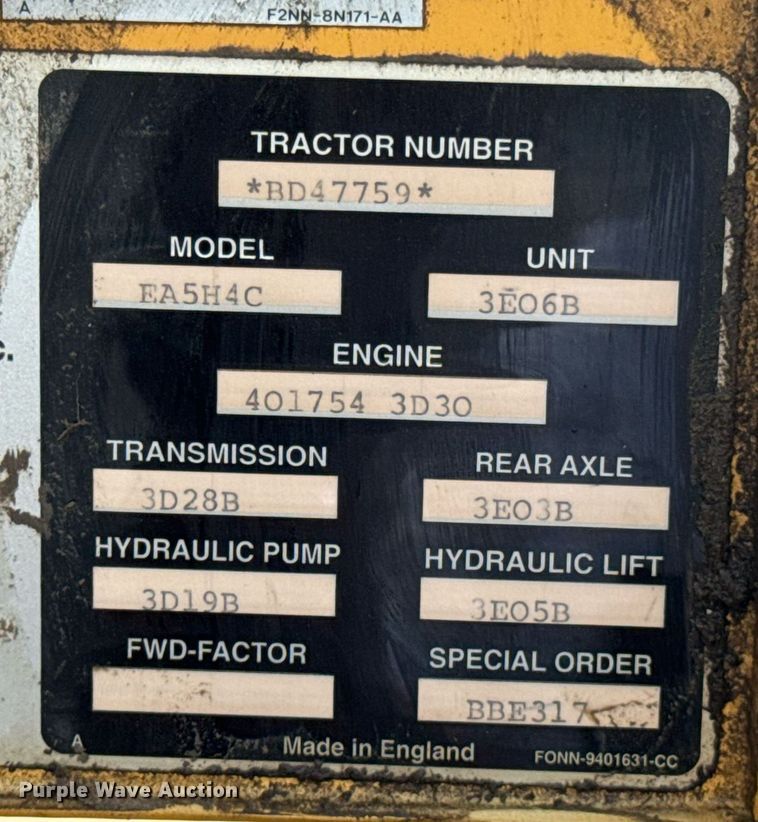 A F2NN-8N171-AA
TRACTOR NUMBER
*BD47759*
MODEL UNIT
EA5H4C 3E06B
ENGINE
401754 3D30
TRANSMISSION REAR AXLE
3D28B 3E03B
HYDRAULIC PUMP HYDRAULIC LIFT
3D19B 3E05B
FWD-FACTOR SPECIAL ORDER
BBE317
A Made in England FONN-9401631-CC
Purple Wave Auction